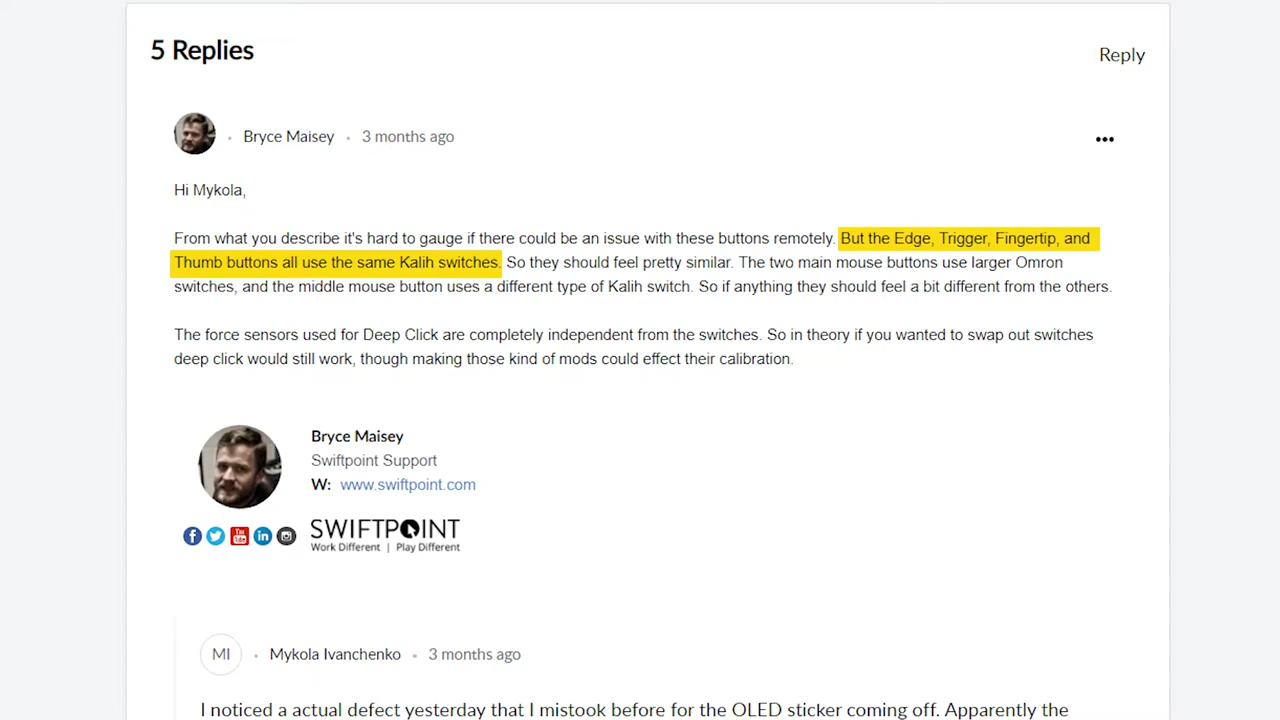 5 Replies
Reply
Bryce Maisey • 3 months ago
Hi Mykola,
From what you describe it's hard to gauge if there could be an issue with these buttons remotely. But the Edge, Trigger, Fingertip, and
Thumb buttons all use the same Kalih switches. So they should feel pretty similar. The two main mouse buttons use larger Omron
switches, and the middle mouse button uses a different type of Kalih switch. So if anything they should feel a bit different from the others.
The force sensors used for Deep Click are completely independent from the switches. So in theory if you wanted to swap out switches
deep click would still work, though making those kind of mods could effect their calibration.
Bryce Maisey
Swiftpoint Support
W: www.swiftpoint.com
SWIFTPOINT
Work Different | Play Different
MI • Mykola Ivanchenko • 3 months ago
I noticed a actual defect yesterday that I mistook before for the OLED sticker coming off. Apparently the